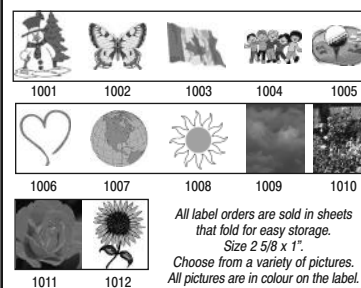 1001 1002 1003 1004 1005
1006 1007 1008 1009 1010
1011 1012
All label orders are sold in sheets
that fold for easy storage.
Size 2 5/8 x 1”.
Choose from a variety of pictures.
All pictures are in colour on the label.